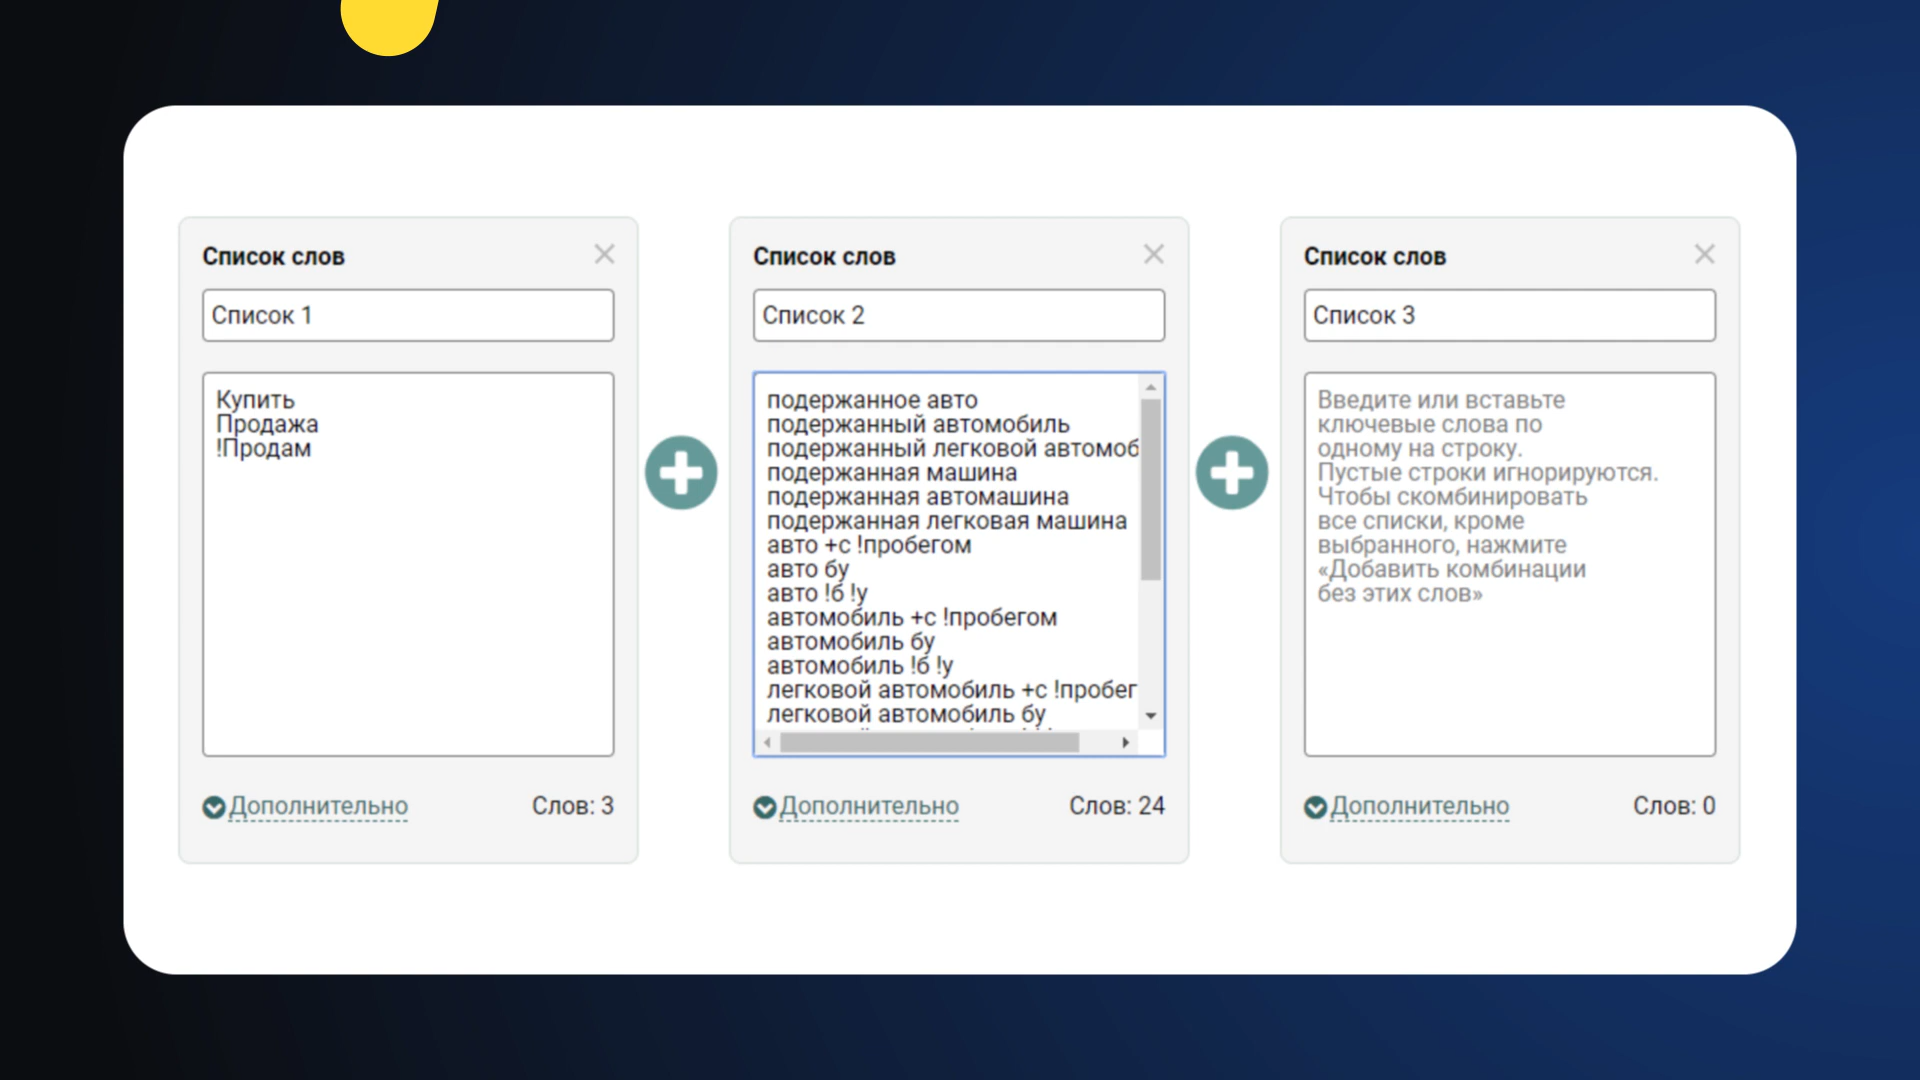 Список слов
Список 1
Купить
Продажа
!Продам
Дополнительно
Слов: 3
Список слов
Список 2
подержанное авто
подержанный автомобиль
подержанный легковой автомоб
подержанная машина
подержанная автомашина
подержанная легковая машина
авто +с !пробегом
авто бу
авто !б !у
автомобиль +с !пробегом
автомобиль бу
автомобиль !б !у
легковой автомобиль +с !пробег
легковой автомобиль бу
Дополнительно
Слов: 24
Список слов
Список 3
Введите или вставьте
ключевые слова по
одному на строку.
Пустые строки игнорируются.
Чтобы скомбинировать
все списки, кроме
выбранного, нажмите
«Добавить комбинации
без этих слов»
Дополнительно
Слов: 0